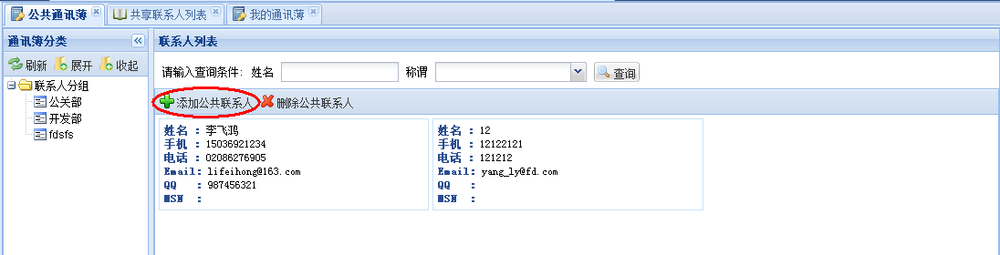 公共通讯薄 共享联系人列表 我的通讯薄
通讯薄分类
刷新 展开 收起
联系人分组
公关部
开发部
fdsfs
联系人列表
请输入查询条件: 姓名 称谓 查询
添加公共联系人 删除公共联系人
姓名 : 李飞鸿
手机 : 15036921234
电话 : 02086276905
Email: lifeihong@163.com
QQ : 987456321
MSN :
姓名 : 12
手机 : 12122121
电话 : 121212
Email: yang_ly@fd.com
QQ :
MSN :